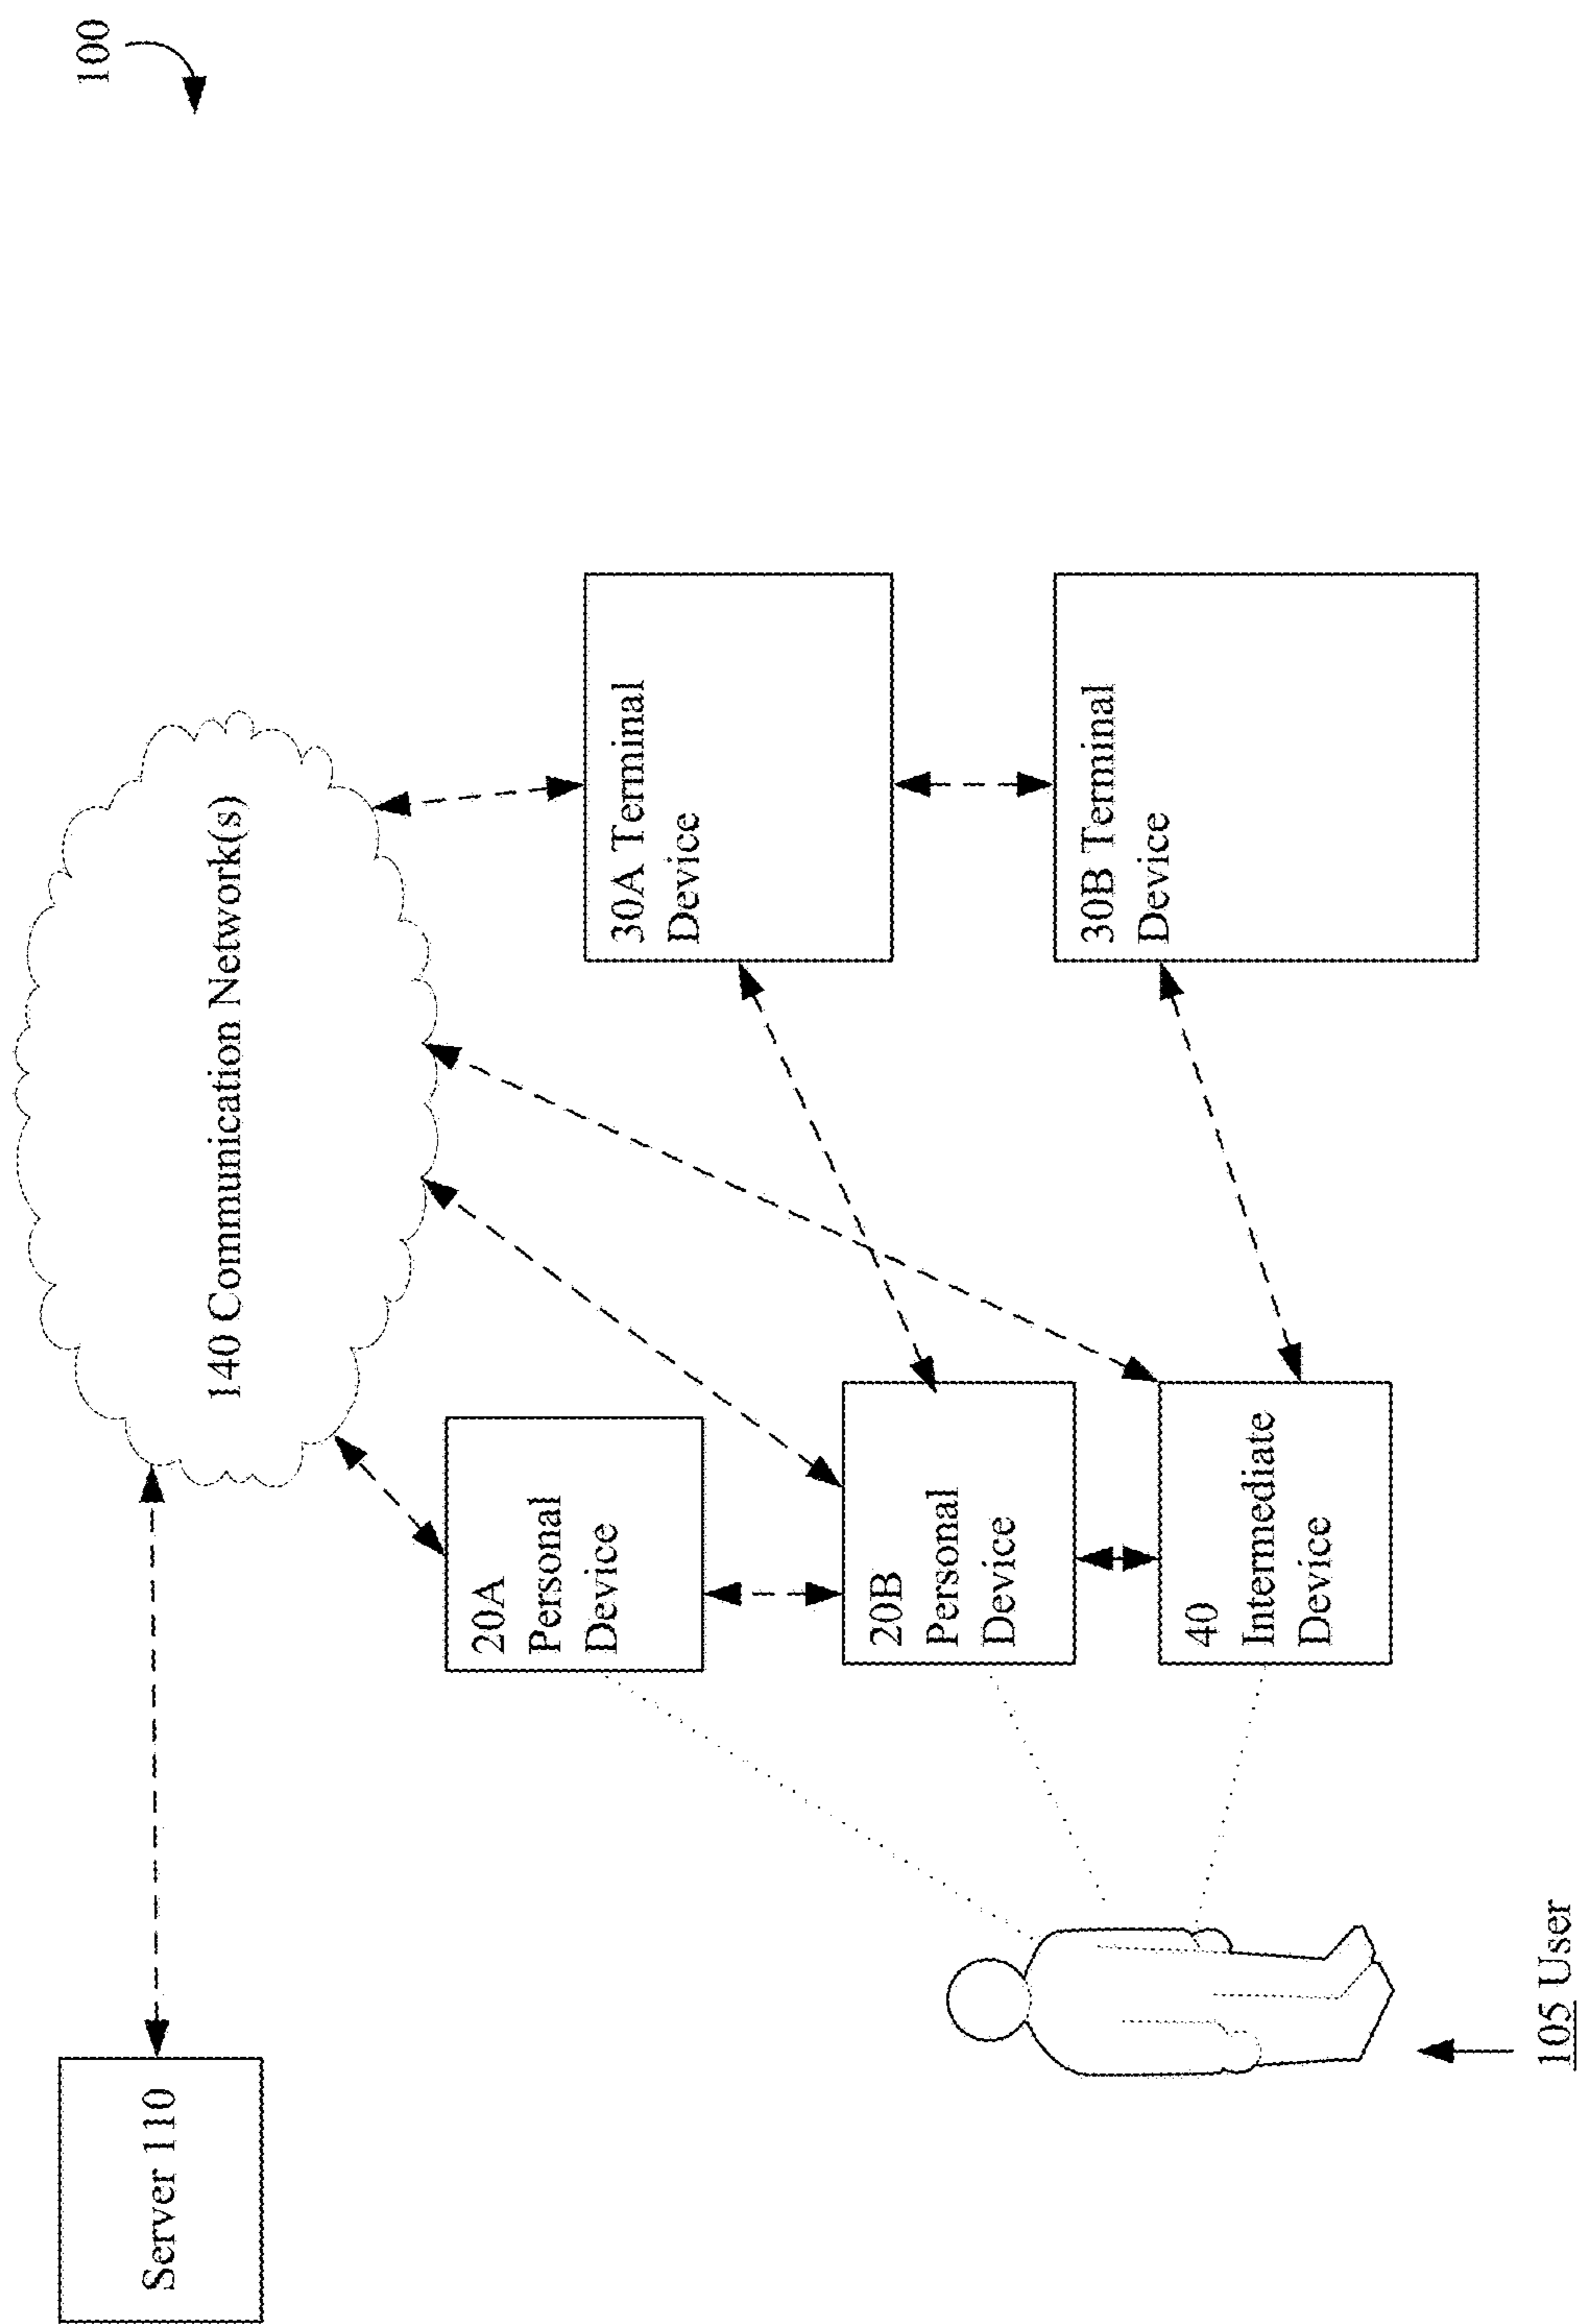 100
Server 110
140 Communication Network(s)
20A
Personal
Device
30A Terminal
Device
20B
Personal
Device
30B Terminal
Device
40
Intermediate
Device
105 User